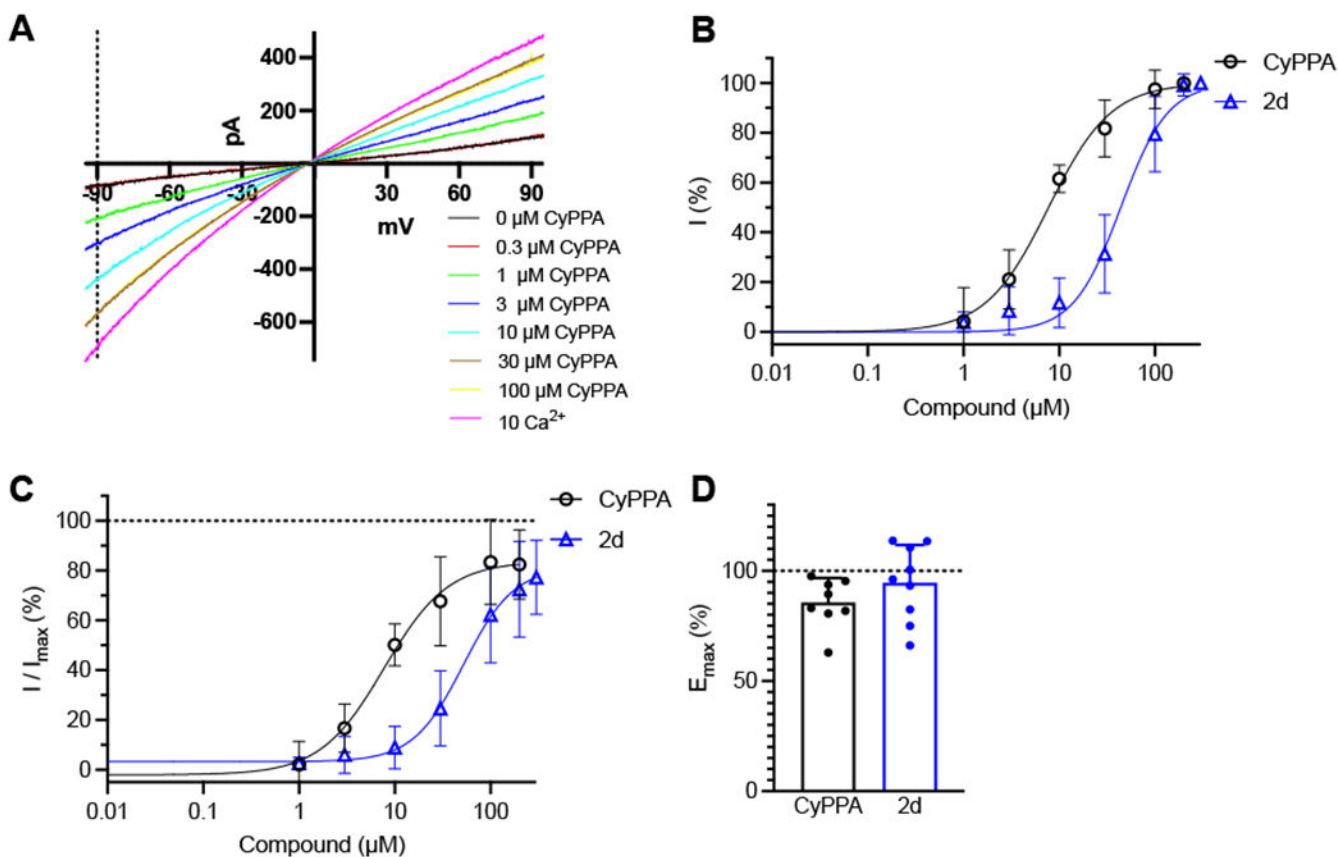 A
400
200
pA
-90
-60
-30
30
60
90
mV
-200
-400
-600
0 µM CyPPA
0.3 µM CyPPA
1 µM CyPPA
3 µM CyPPA
10 µM CyPPA
30 µM CyPPA
100 µM CyPPA
10 Ca²⁺
B
CyPPA
2d
I (%)
100
80
60
40
20
0
0.01
0.1
1
10
100
Compound (µM)
C
CyPPA
2d
I / Imax (%)
100
80
60
40
20
0
0.01
0.1
1
10
100
Compound (µM)
D
Emax (%)
100
50
0
CyPPA
2d